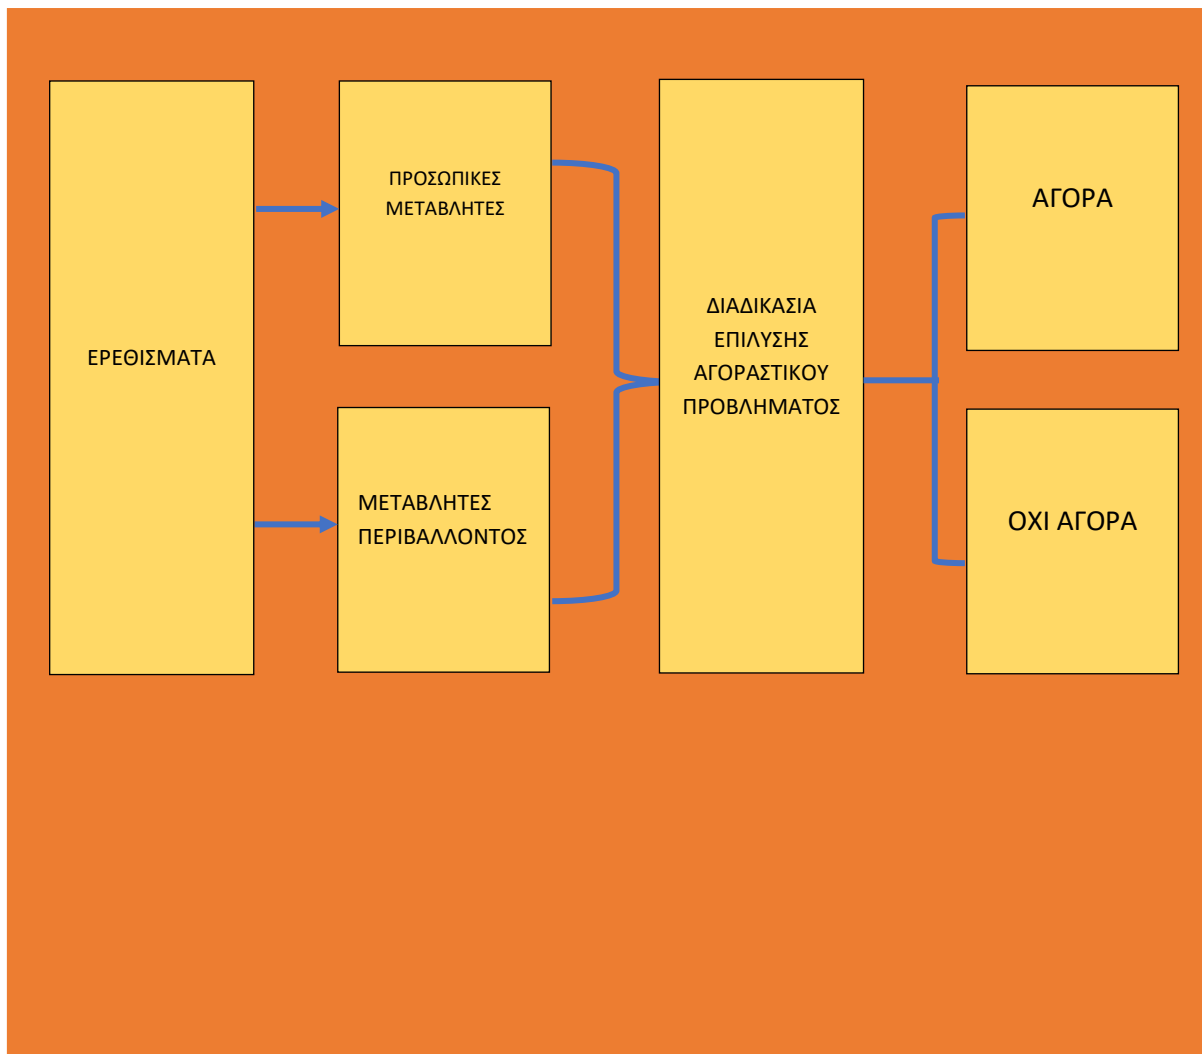 ΕΡΕΘΙΣΜΑΤΑ
ΠΡΟΣΩΠΙΚΕΣ
ΜΕΤΑΒΛΗΤΕΣ
ΜΕΤΑΒΛΗΤΕΣ
ΠΕΡΙΒΑΛΛΟΝΤΟΣ
ΔΙΑΔΙΚΑΣΙΑ
ΕΠΙΛΥΣΗΣ
ΑΓΟΡΑΣΤΙΚΟΥ
ΠΡΟΒΛΗΜΑΤΟΣ
ΑΓΟΡΑ
ΟΧΙ ΑΓΟΡΑ